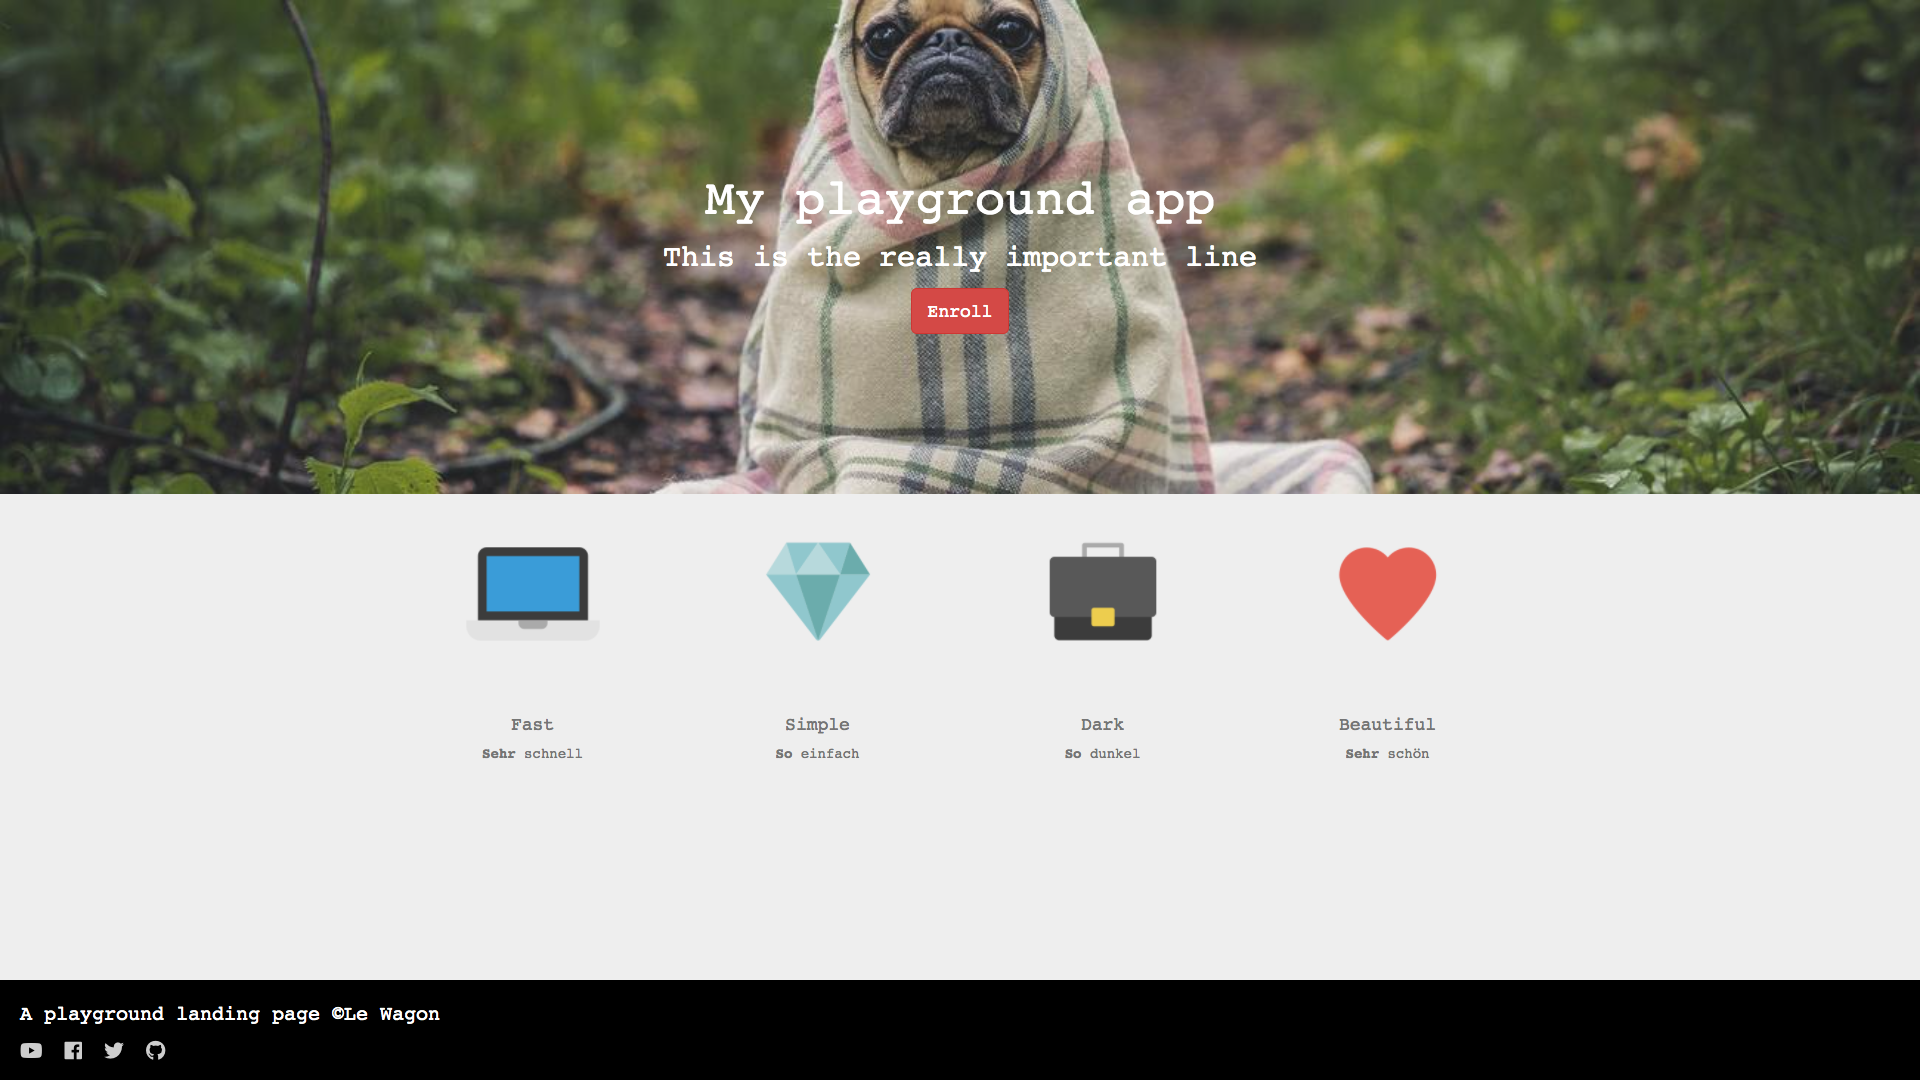 My playground app
This is the really important line
Enroll
Fast
Sehr schnell
Simple
So einfach
Dark
So dunkel
Beautiful
Sehr schön
A playground landing page ©Le Wagon